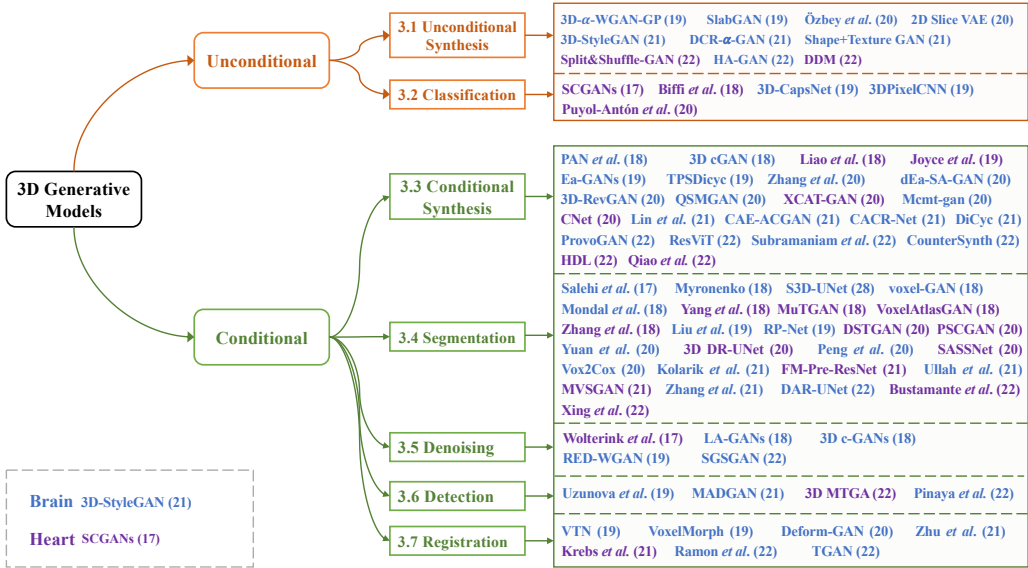 3D Generative
Models
Unconditional
3.1 Unconditional
Synthesis
3D-α-WGAN-GP (19) SlabGAN (19) Özbey et al. (20) 2D Slice VAE (20)
3D-StyleGAN (21) DCR-α-GAN (21) Shape+Texture GAN (21)
Split&Shuffle-GAN (22) HA-GAN (22) DDM (22)
3.2 Classification
SCGANs (17) Biffi et al. (18) 3D-CapsNet (19) 3DPixelCNN (19)
Puyol-Antón et al. (20)
Conditional
3.3 Conditional
Synthesis
PAN et al. (18) 3D cGAN (18) Liao et al. (18) Joyce et al. (19)
Ea-GANs (19) TPSDicyc (19) Zhang et al. (20) dEa-SA-GAN (20)
3D-RevGAN (20) QSMGAN (20) XCAT-GAN (20) Mcmt-gan (20)
CNet (20) Lin et al. (21) CAE-ACGAN (21) CACR-Net (21) DiCyc (21)
ProvoGAN (22) ResViT (22) Subramaniam et al. (22) CounterSynth (22)
HDL (22) Qiao et al. (22)
3.4 Segmentation
Salehi et al. (17) Myronenko (18) S3D-UNet (28) voxel-GAN (18)
Mondal et al. (18) Yang et al. (18) MuTGAN (18) VoxelAtlasGAN (18)
Zhang et al. (18) Liu et al. (19) RP-Net (19) DSTGAN (20) PSCGAN (20)
Yuan et al. (20) 3D DR-UNet (20) Peng et al. (20) SASSNet (20)
Vox2Cox (20) Kolarik et al. (21) FM-Pre-ResNet (21) Ullah et al. (21)
MVSGAN (21) Zhang et al. (21) DAR-UNet (22) Bustamante et al. (22)
Xing et al. (22)
3.5 Denoising
Wolterink et al. (17) LA-GANs (18) 3D c-GANs (18)
RED-WGAN (19) SGSGAN (22)
3.6 Detection
Uzunova et al. (19) MADGAN (21) 3D MTGA (22) Pinaya et al. (22)
3.7 Registration
VTN (19) VoxelMorph (19) Deform-GAN (20) Zhu et al. (21)
Krebs et al. (21) Ramon et al. (22) TGAN (22)
Brain 3D-StyleGAN (21)
Heart SCGANs (17)